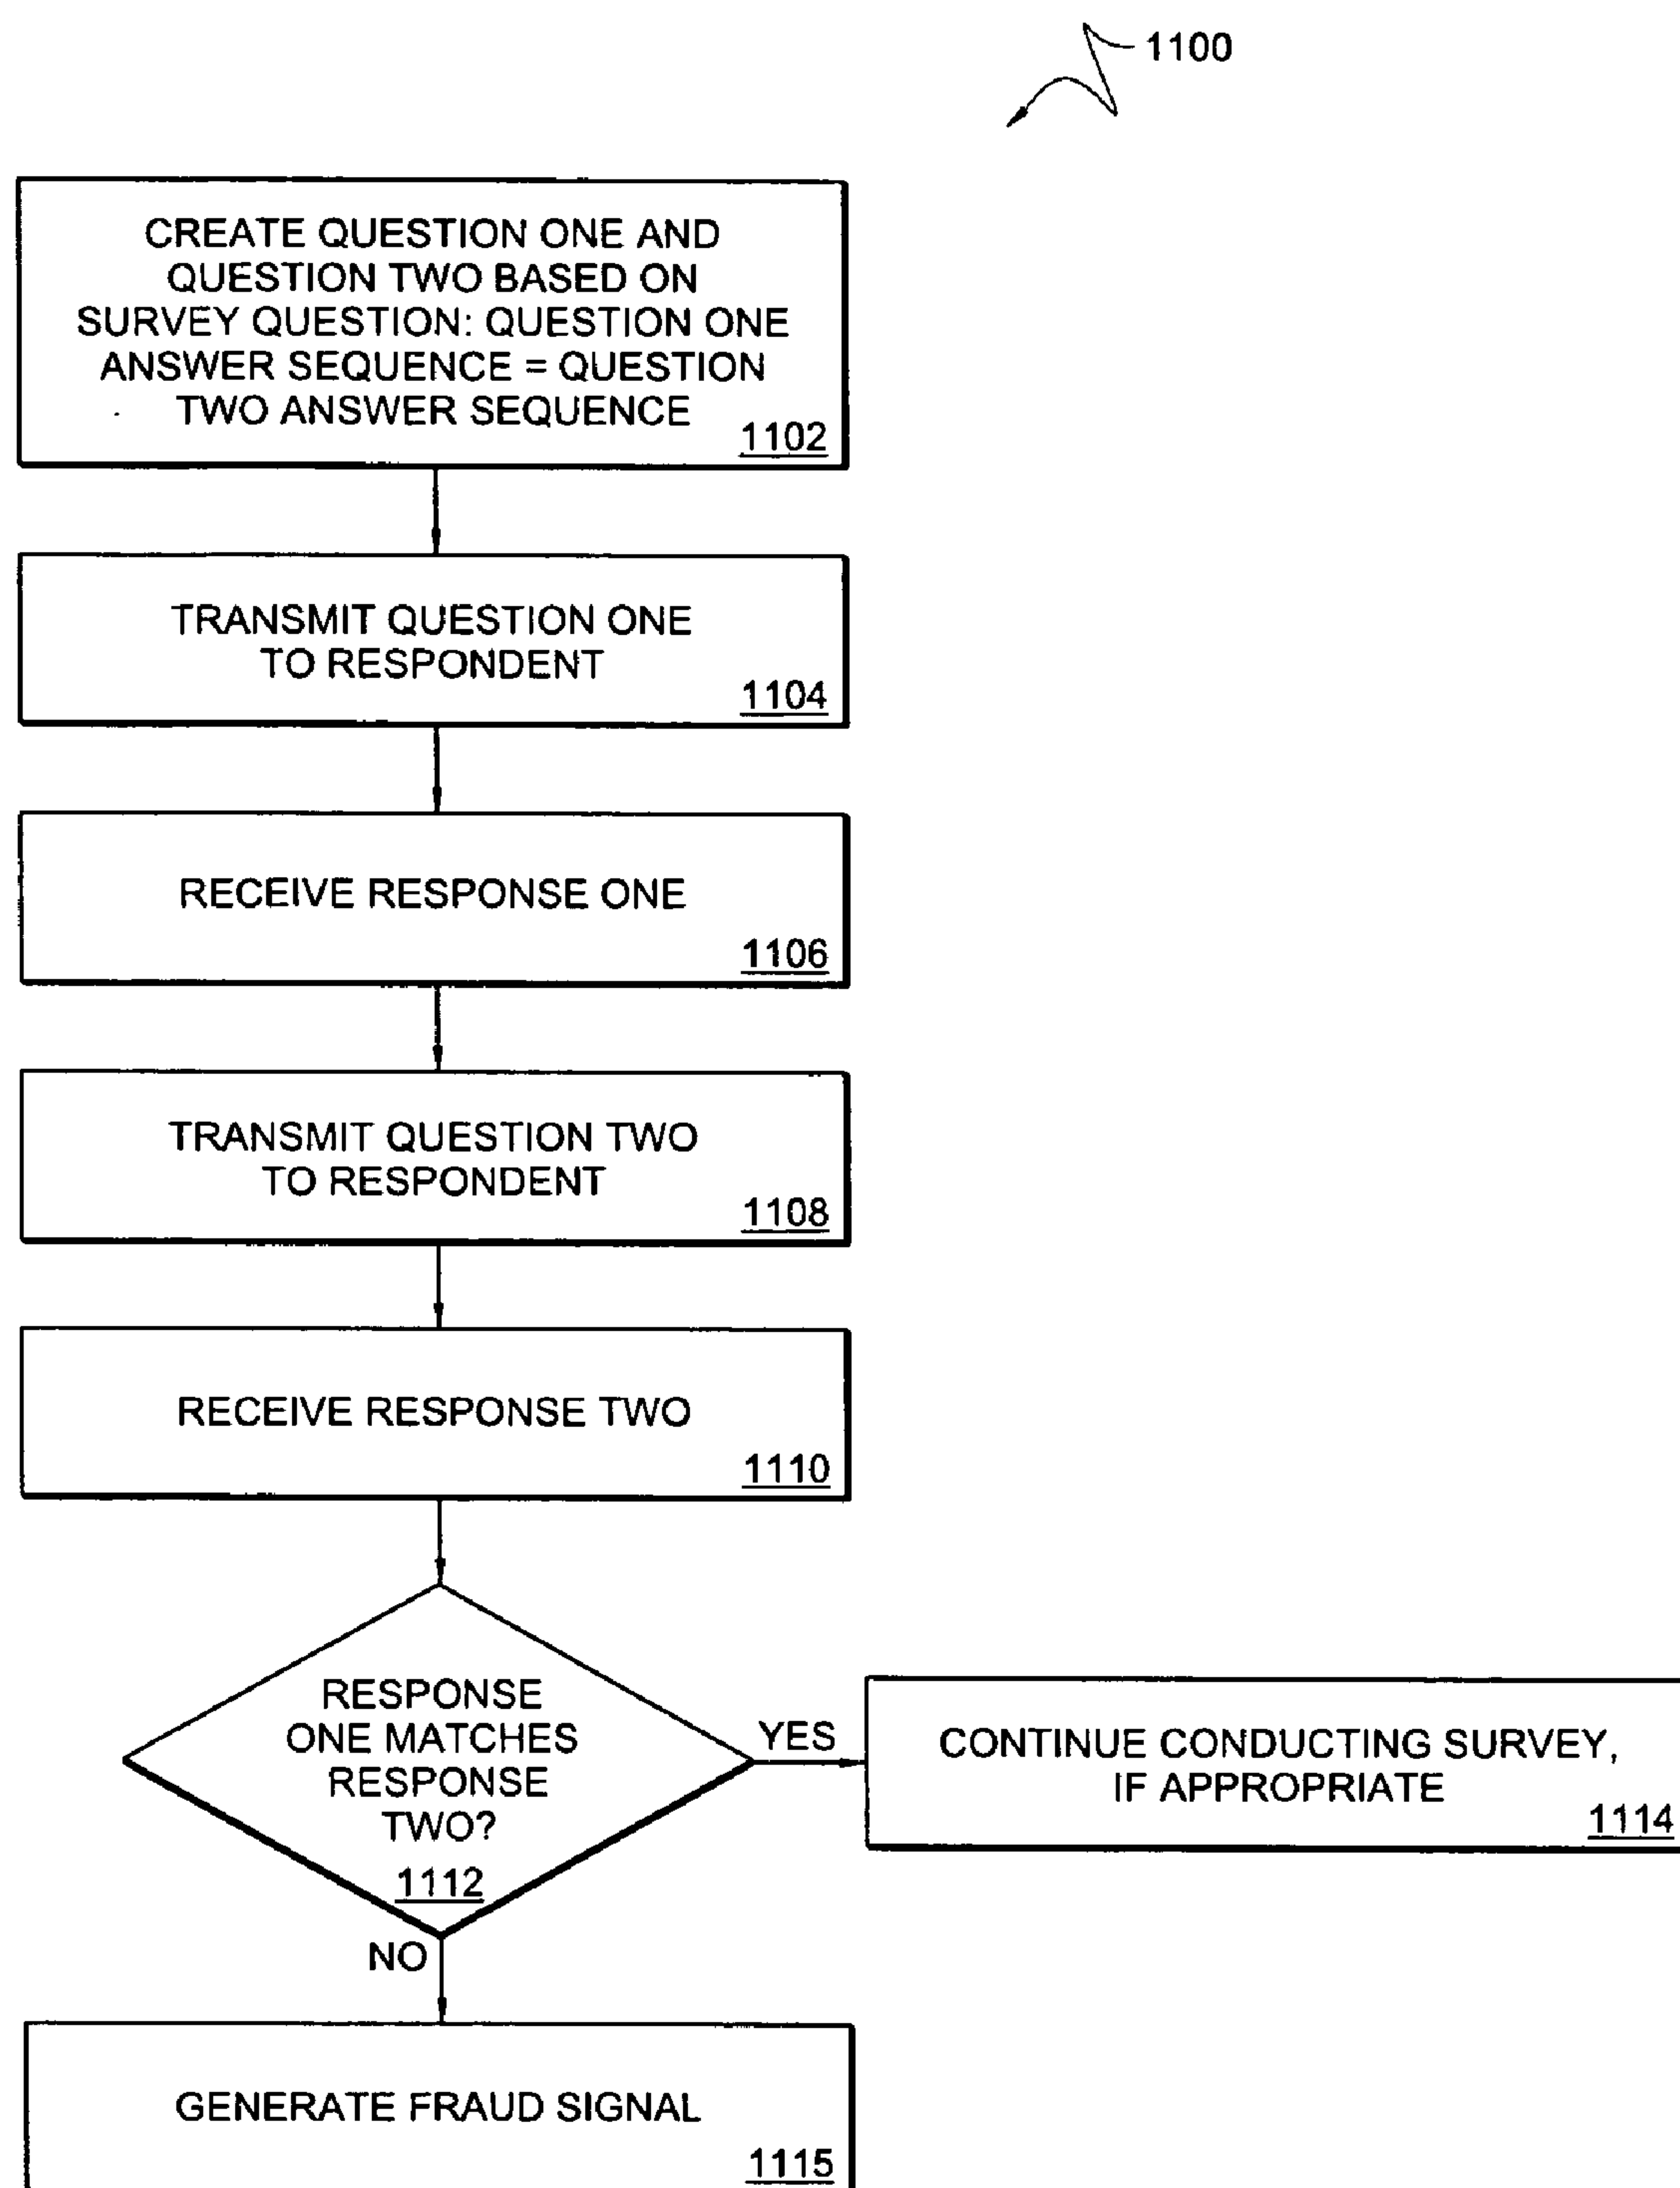 1100
CREATE QUESTION ONE AND
QUESTION TWO BASED ON
SURVEY QUESTION: QUESTION ONE
ANSWER SEQUENCE = QUESTION
TWO ANSWER SEQUENCE
1102
TRANSMIT QUESTION ONE
TO RESPONDENT
1104
RECEIVE RESPONSE ONE
1106
TRANSMIT QUESTION TWO
TO RESPONDENT
1108
RECEIVE RESPONSE TWO
1110
RESPONSE
ONE MATCHES
RESPONSE
TWO?
1112
YES
CONTINUE CONDUCTING SURVEY,
IF APPROPRIATE
1114
NO
GENERATE FRAUD SIGNAL
1115